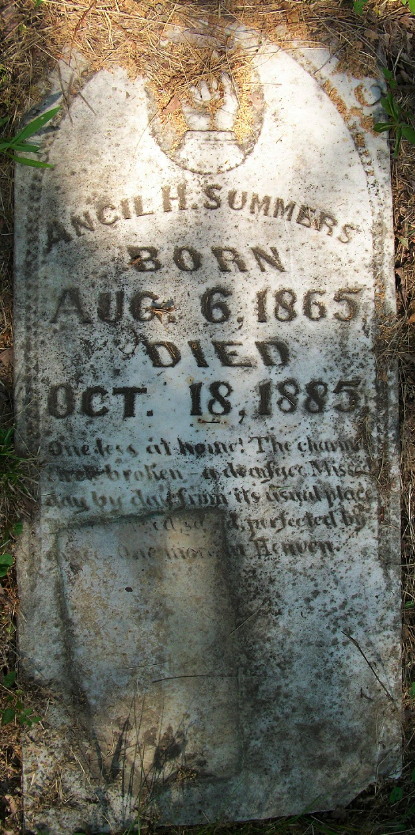 ANCIL H. SUMMERS
BORN
AUG. 6, 1865
DIED
OCT. 18, 1885
One less at home! The charmed
broken - a dear face Missed
day by day from its usual place
perfected by
grace, One more in Heaven.